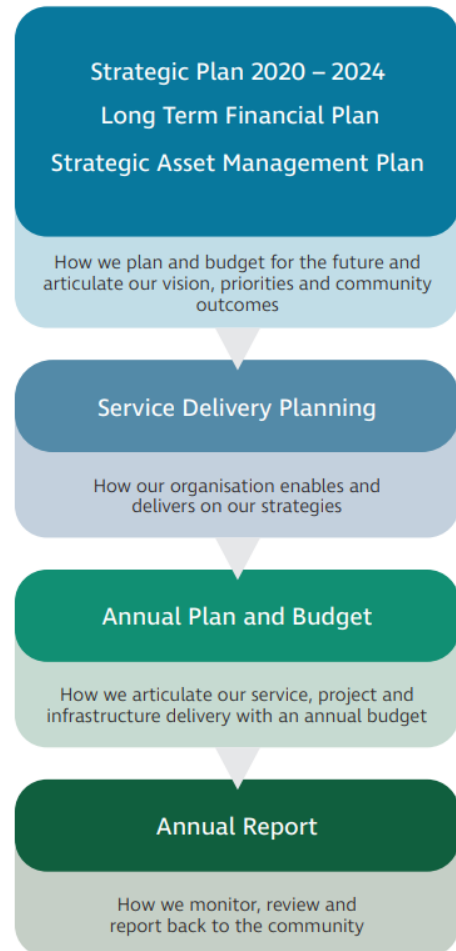 Strategic Plan 2020 – 2024
Long Term Financial Plan
Strategic Asset Management Plan
How we plan and budget for the future and
articulate our vision, priorities and community
outcomes
Service Delivery Planning
How our organisation enables and
delivers on our strategies
Annual Plan and Budget
How we articulate our service, project and
infrastructure delivery with an annual budget
Annual Report
How we monitor, review and
report back to the community